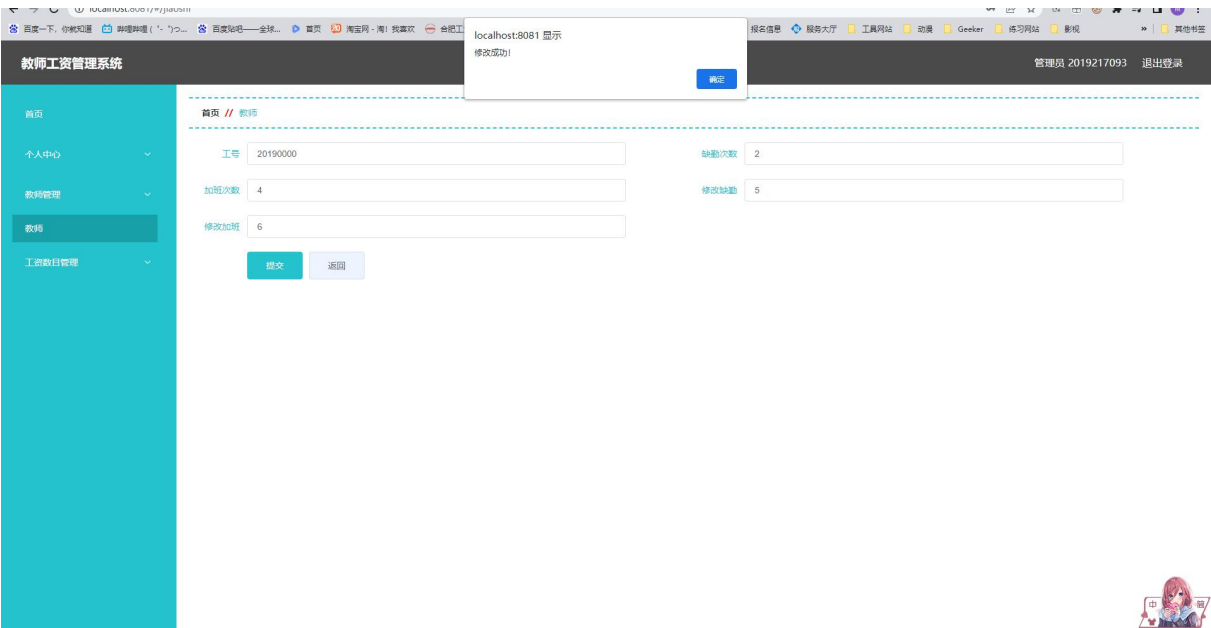 localhost:8081/#/jiaoshi
百度一下，你就知道 哔哩哔哩 ( ゜- ゜)つ... 百度贴吧——全球... 首页 淘宝网 - 淘！我喜欢 合肥工 报名信息 服务大厅 工具网站 动漫 Geeker 练习网站 影视 » 其他书签
localhost:8081 显示
修改成功!
确定
教师工资管理系统
管理员 2019217093 退出登录
首页
个人中心
教师管理
教师
工资数目管理
首页 // 教师
工号 20190000 缺勤次数 2
加班次数 4 修改缺勤 5
修改加班 6
提交 返回
中 简